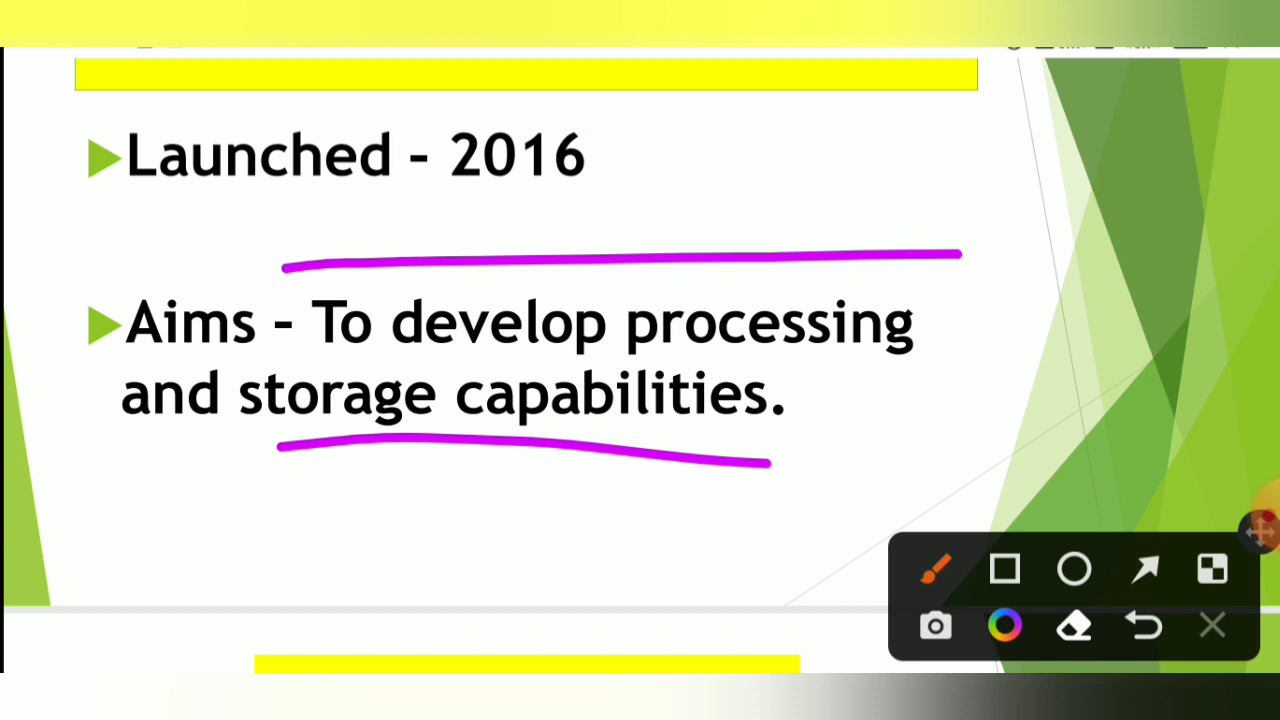 Launched - 2016
Aims - To develop processing
and storage capabilities.